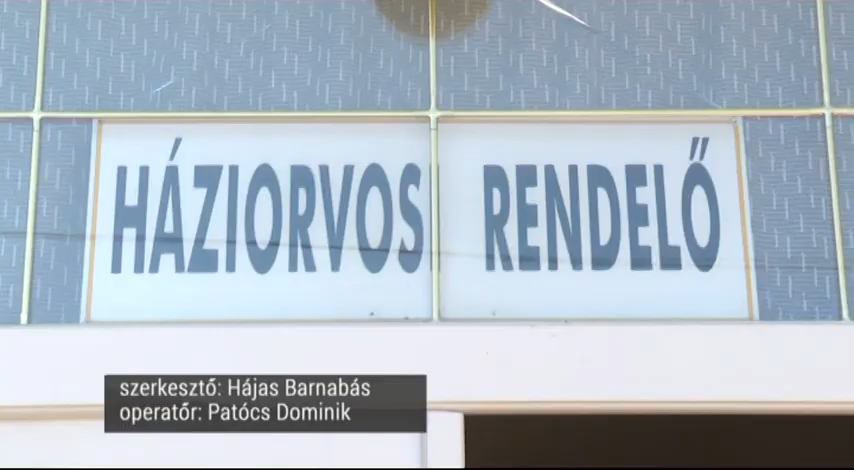 HÁZIORVOSI RENDELŐ
szerkesztő: Hájas Barnabás
operatőr: Patócs Dominik